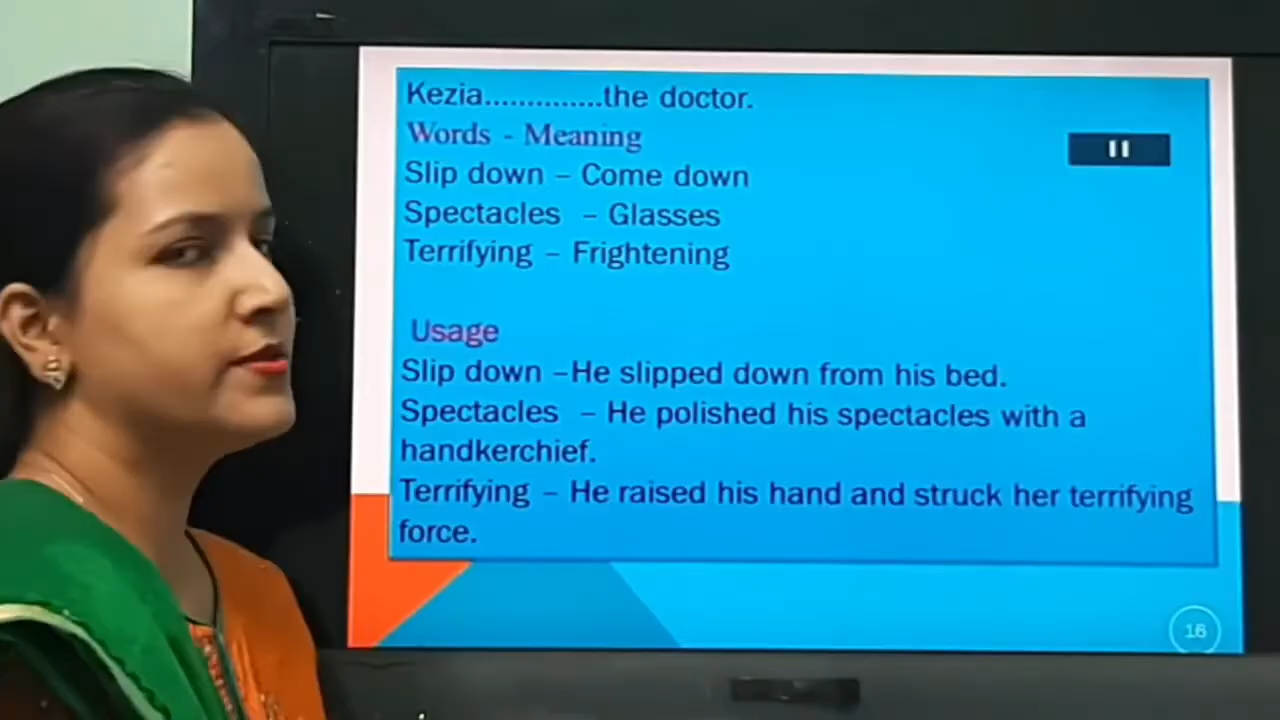 Kezia..............the doctor.
Words - Meaning
Slip down – Come down
Spectacles – Glasses
Terrifying – Frightening
Usage
Slip down –He slipped down from his bed.
Spectacles – He polished his spectacles with a
handkerchief.
Terrifying – He raised his hand and struck her terrifying
force.
16